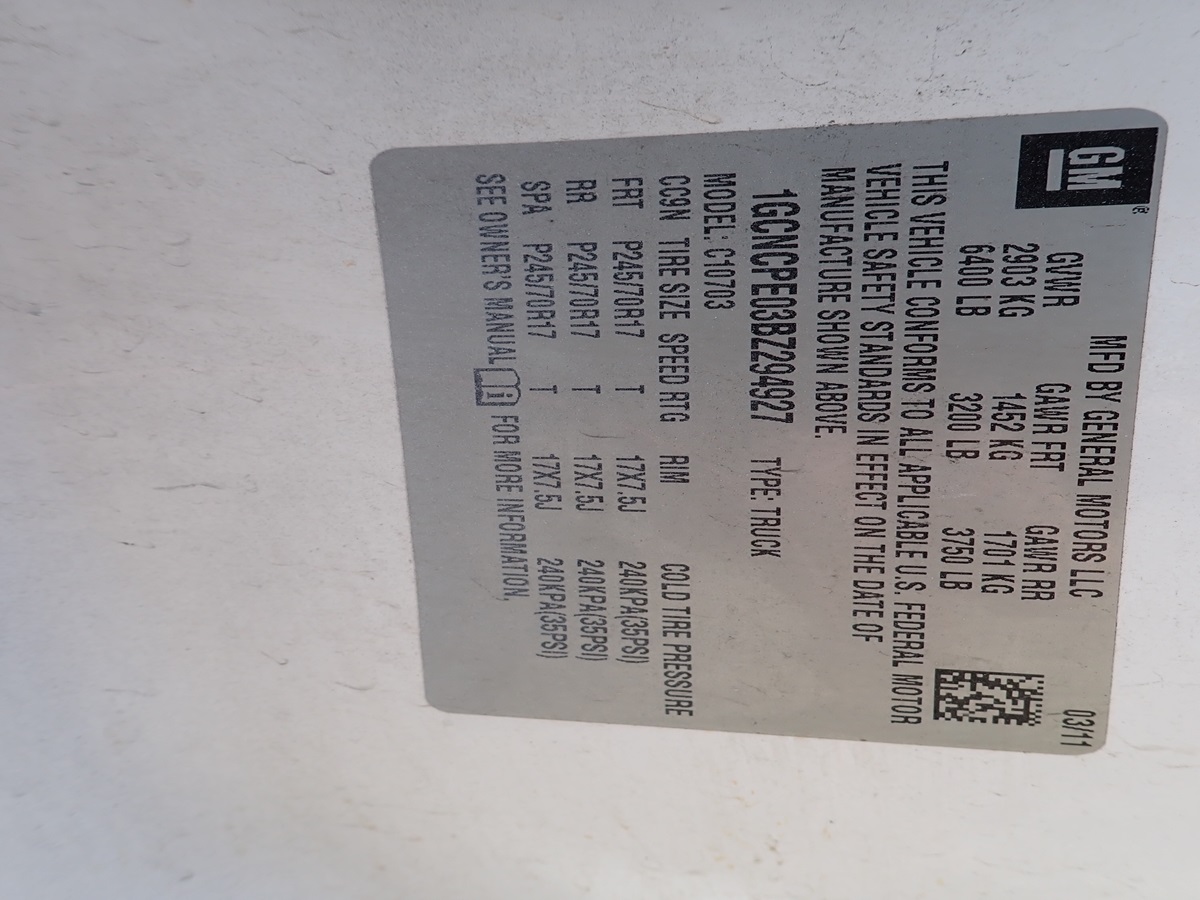 GM®
MFD BY GENERAL MOTORS LLC 03/11
GVWR GAWR FRT GAWR RR
2903 KG 1452 KG 1701 KG
6400 LB 3200 LB 3750 LB
THIS VEHICLE CONFORMS TO ALL APPLICABLE U.S. FEDERAL MOTOR
VEHICLE SAFETY STANDARDS IN EFFECT ON THE DATE OF
MANUFACTURE SHOWN ABOVE.
1GCNCPE03BZ294927 TYPE: TRUCK
MODEL: C10703
CC9N TIRE SIZE SPEED RTG RIM COLD TIRE PRESSURE
FRT P245/70R17 T 17X7.5J 240KPA(35PSI)
RR P245/70R17 T 17X7.5J 240KPA(35PSI)
SPA P245/70R17 T 17X7.5J 240KPA(35PSI)
SEE OWNER'S MANUAL FOR MORE INFORMATION.